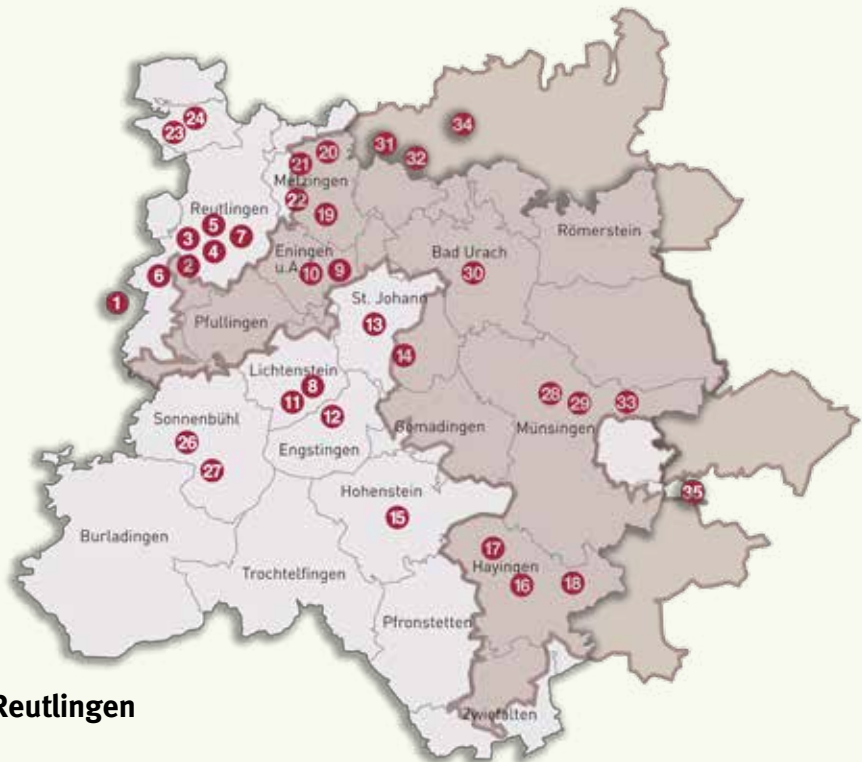 34
24
23
31
20
32
21
Metzingen
22
Reutlingen
19
5
Römerstein
3
7
4
Bad Urach
Eningen
u.A.
2
6
10
9
30
1
St. Johann
Pfullingen
13
14
Lichtenstein
8
11
28
29
33
12
Sonnenbühl
Gomadingen
Münsingen
26
Engstingen
27
Hohenstein
35
15
Burladingen
17
Hayingen
Trochtelfingen
16
18
Pfronstetten
Reutlingen
Zwiefalten